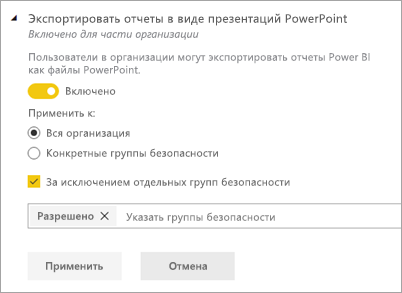 Экспортировать отчеты в виде презентаций PowerPoint
Включено для части организации
Пользователи в организации могут экспортировать отчеты Power BI
как файлы PowerPoint.
Включено
Применить к:
Вся организация
Конкретные группы безопасности
За исключением отдельных групп безопасности
Разрешено Указать группы безопасности
Применить Отмена